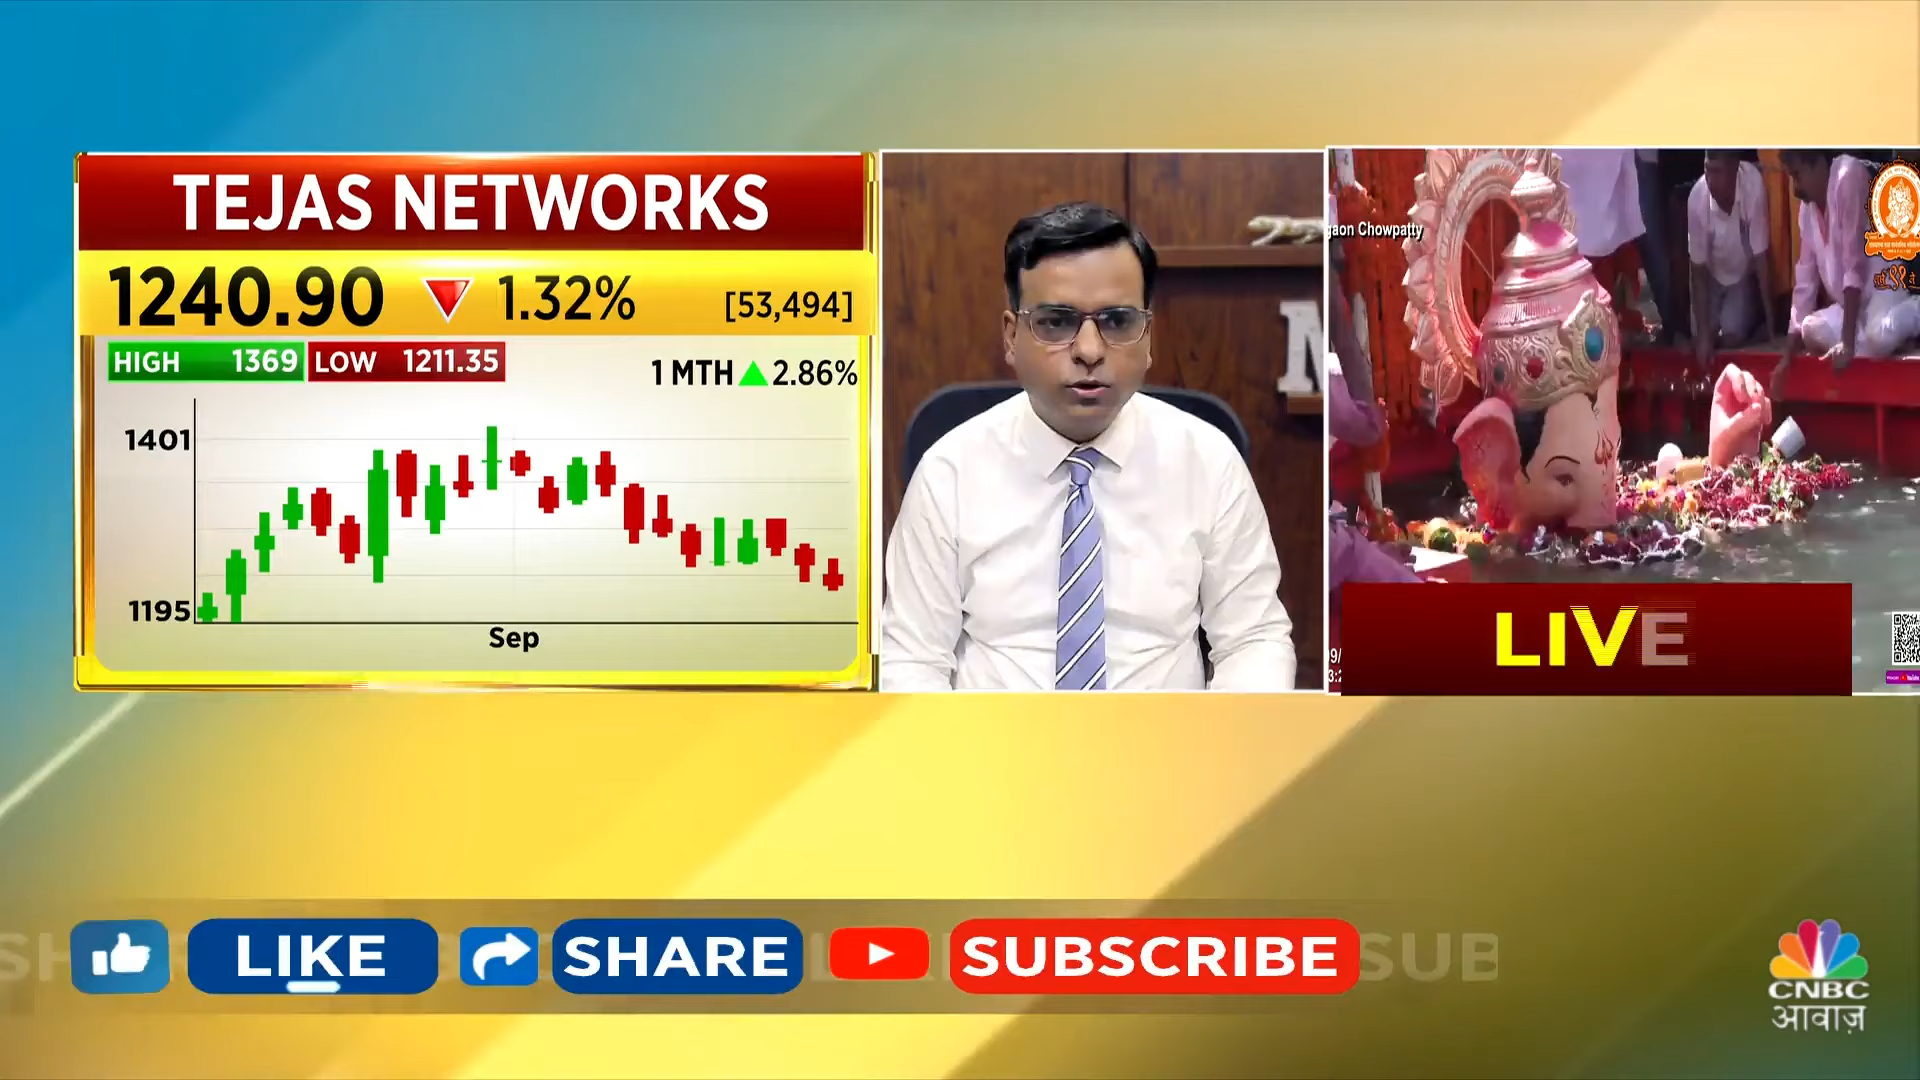 TEJAS NETWORKS
1240.90 1.32% [53,494]
HIGH 1369 LOW 1211.35 1 MTH 2.86%
1401
1195
Sep
gaon Chowpatty
LIVE
LIKE SHARE SUBSCRIBE SUB
CNBC
आवाज़